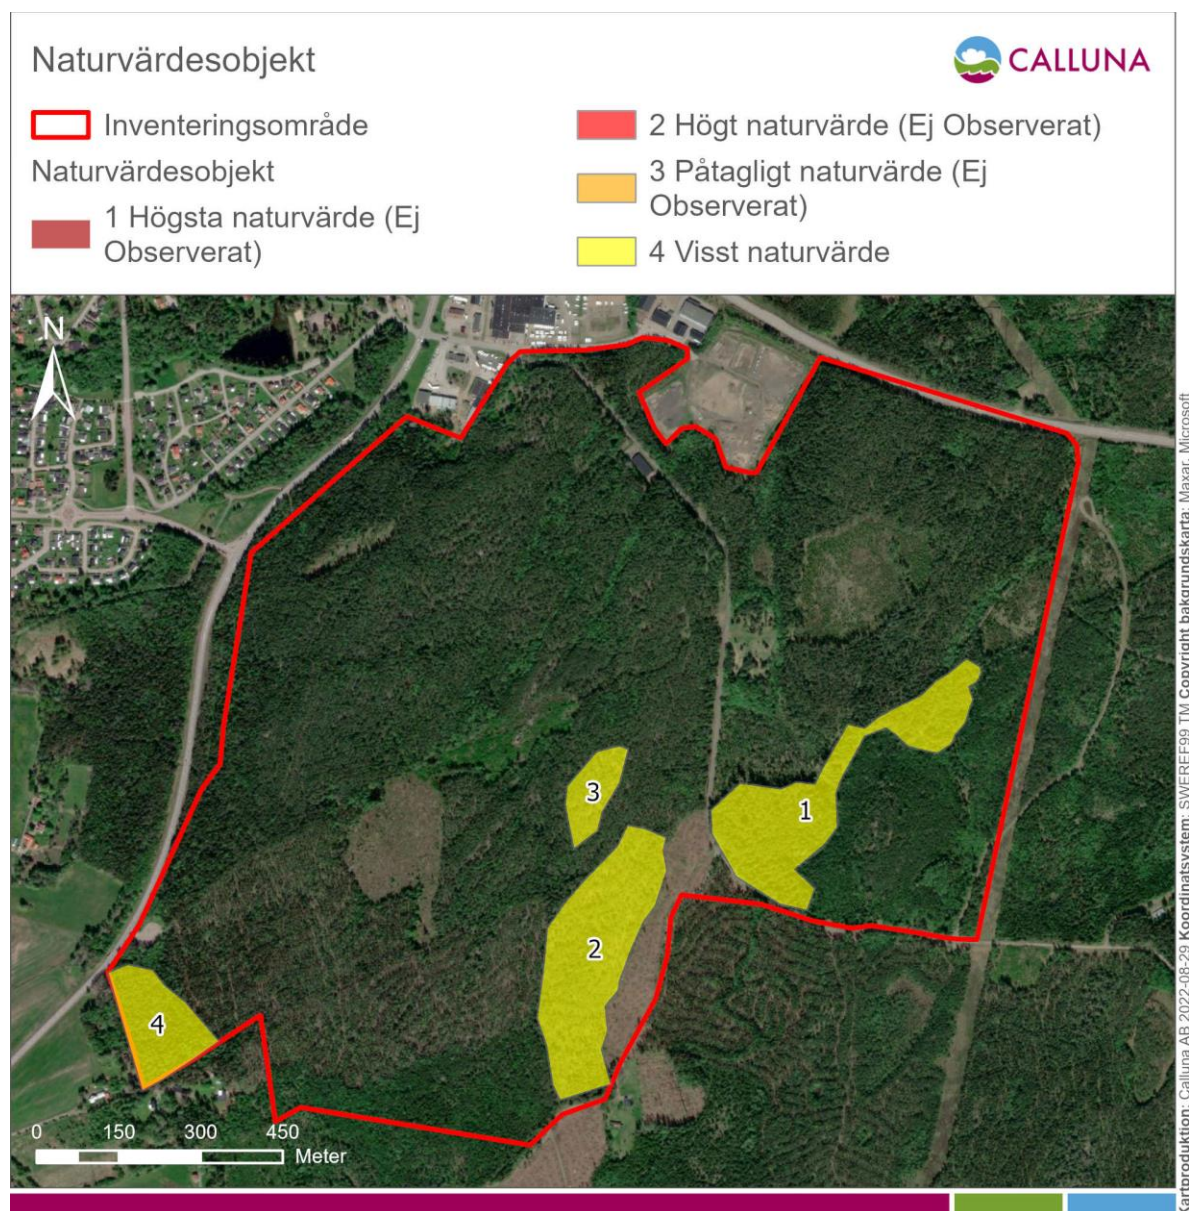 Naturvärdesobjekt
CALLUNA
Inventeringsområde
Naturvärdesobjekt
1 Högsta naturvärde (Ej
Observerat)
2 Högt naturvärde (Ej Observerat)
3 Påtagligt naturvärde (Ej
Observerat)
4 Visst naturvärde
N
1
3
2
4
0 150 300 450
Meter
Kartproduktion: Calluna AB 2022-08-29 Koordinatsystem: SWEREF99 TM Copyright bakgrundskarta: Maxar, Microsoft